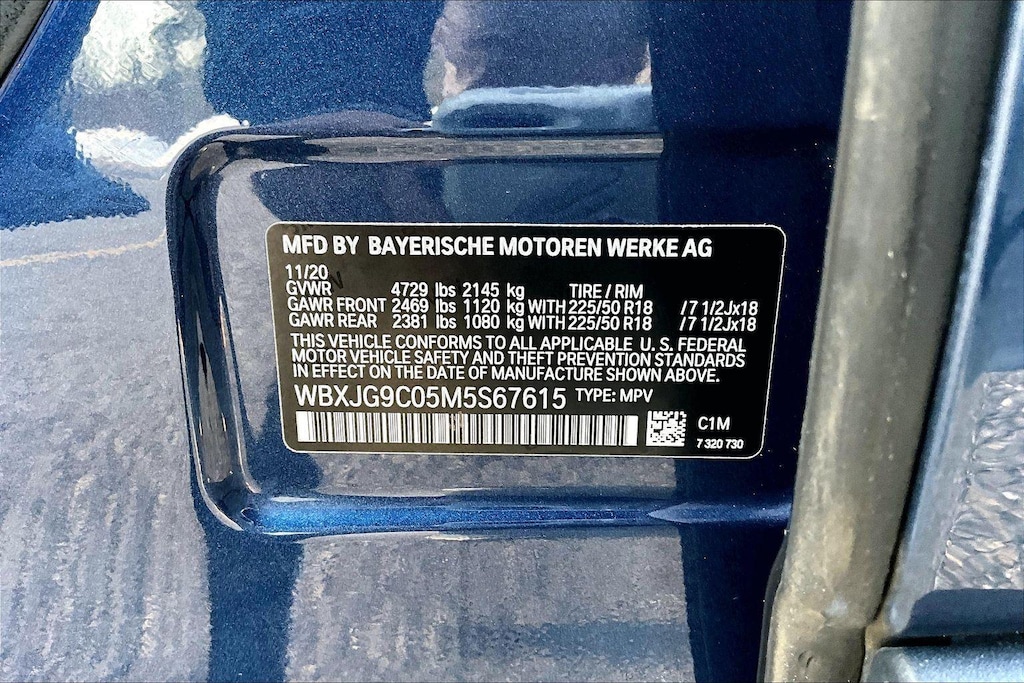 MFD BY BAYERISCHE MOTOREN WERKE AG
11/20
GVWR 4729 lbs 2145 kg TIRE / RIM
GAWR FRONT 2469 lbs 1120 kg WITH 225/50 R18 /7 1/2Jx18
GAWR REAR 2381 lbs 1080 kg WITH 225/50 R18 /7 1/2Jx18
THIS VEHICLE CONFORMS TO ALL APPLICABLE U. S. FEDERAL
MOTOR VEHICLE SAFETY AND THEFT PREVENTION STANDARDS
IN EFFECT ON THE DATE OF MANUFACTURE SHOWN ABOVE.
WBXJG9C05M5S67615 TYPE: MPV
C1M
7 320 730